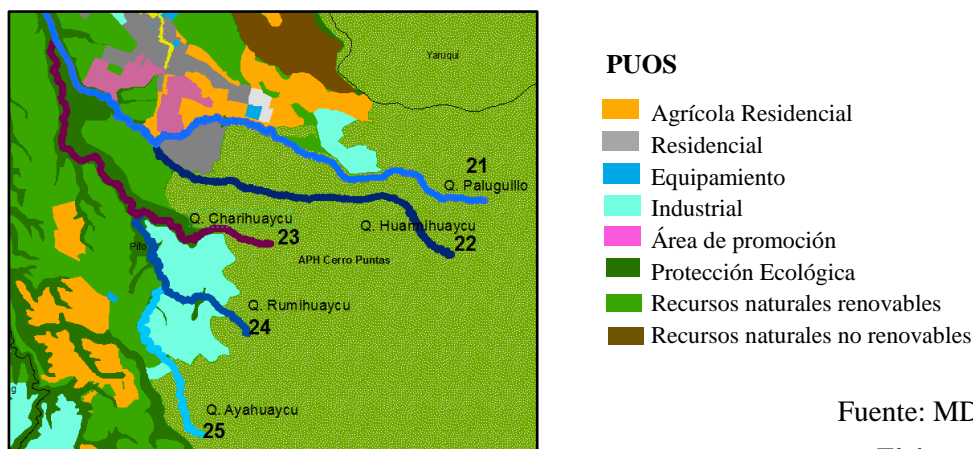 Yaruqui
21
Q. Paluguillo
Q. Charihuaycu
23
Q. Huamihuaycu
22
Pifo
APH Cerro Puntas
Q. Rumihuaycu
24
Q. Ayahuaycu
25
g
PUOS
Agrícola Residencial
Residencial
Equipamiento
Industrial
Área de promoción
Protección Ecológica
Recursos naturales renovables
Recursos naturales no renovables
Fuente: MD